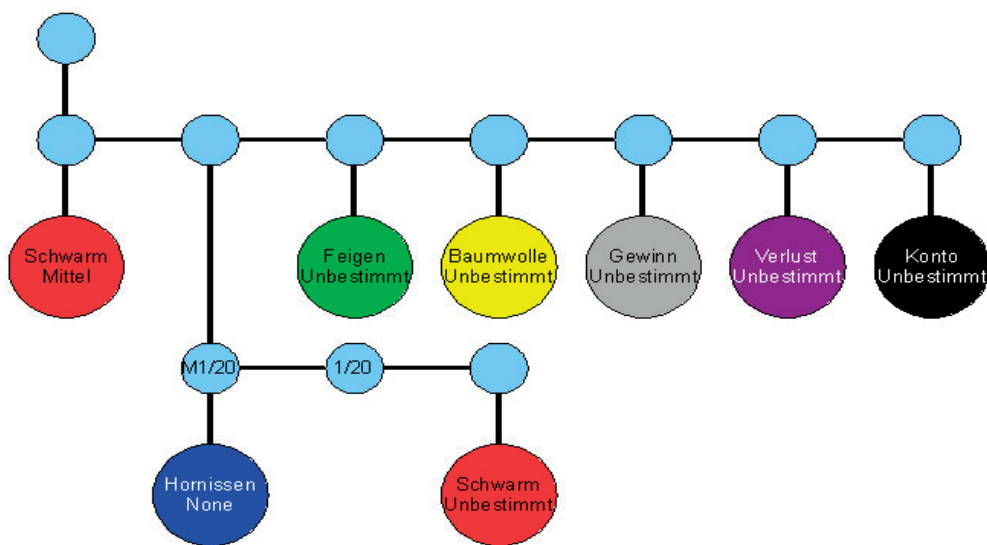 Schwarm
Mittel
Feigen
Unbestimmt
Baumwolle
Unbestimmt
Gewinn
Unbestimmt
Verlust
Unbestimmt
Konto
Unbestimmt
M1/20
1/20
Hornissen
None
Schwarm
Unbestimmt